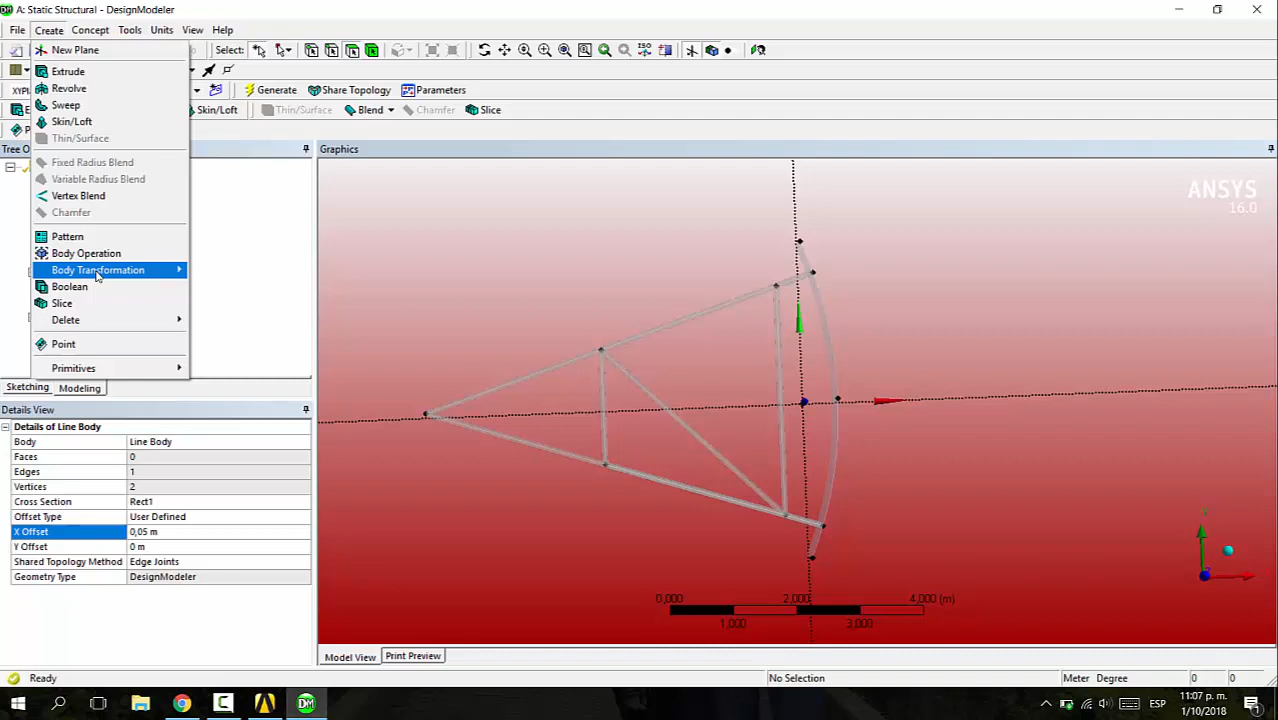 A: Static Structural - DesignModeler
File Create Concept Tools Units View Help
New Plane
Select:
Extrude
Revolve
XYPl Generate Share Topology Parameters
Sweep
E Skin/Loft Thin/Surface Blend Chamfer Slice
Skin/Loft
P
Thin/Surface
Tree O Graphics
Fixed Radius Blend
Variable Radius Blend
Vertex Blend
Chamfer
Pattern
Body Operation
Body Transformation
Boolean
Slice
Delete
Point
Primitives
ANSYS
16.0
Sketching Modeling
Details View
Details of Line Body
Body Line Body
Faces 0
Edges 1
Vertices 2
Cross Section Rect1
Offset Type User Defined
X Offset 0,05 m
Y Offset 0 m
Shared Topology Method Edge Joints
Geometry Type DesignModeler
0,000 2,000 4,000 (m)
1,000 3,000
Model View Print Preview
Ready No Selection Meter Degree 0 0
DM ESP 11:07 p. m.
1/10/2018 1